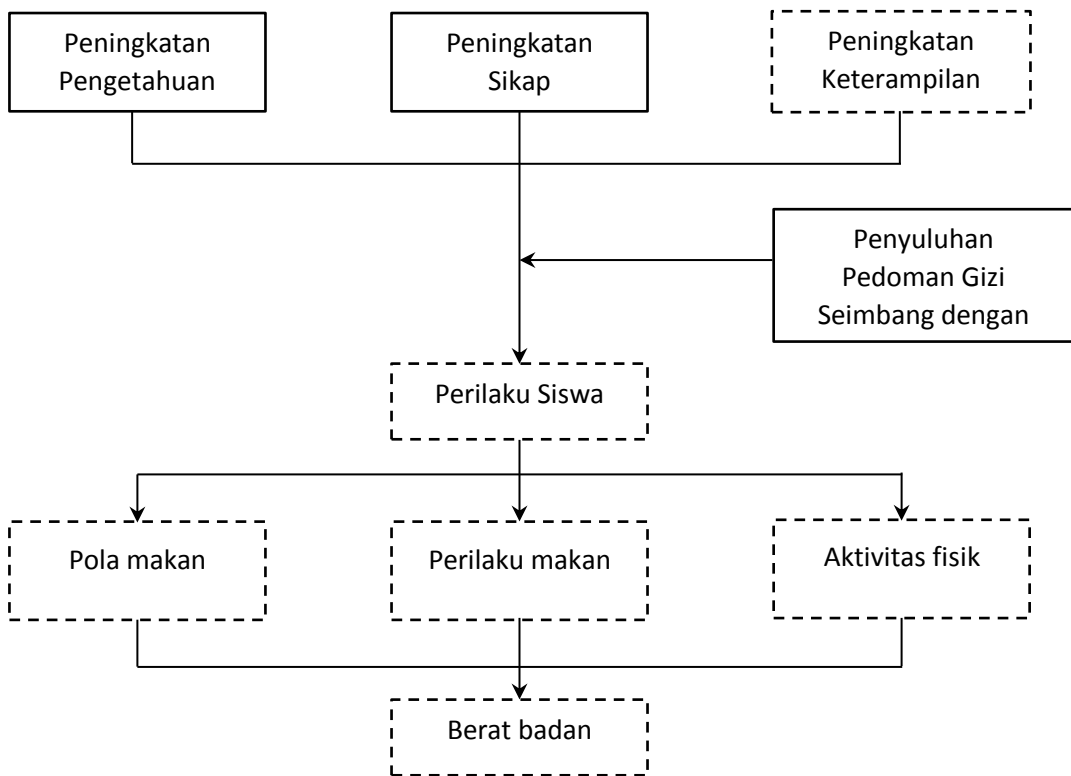 Peningkatan
Pengetahuan
Peningkatan
Sikap
Peningkatan
Keterampilan
Penyuluhan
Pedoman Gizi
Seimbang dengan
Perilaku Siswa
Pola makan
Perilaku makan
Aktivitas fisik
Berat badan